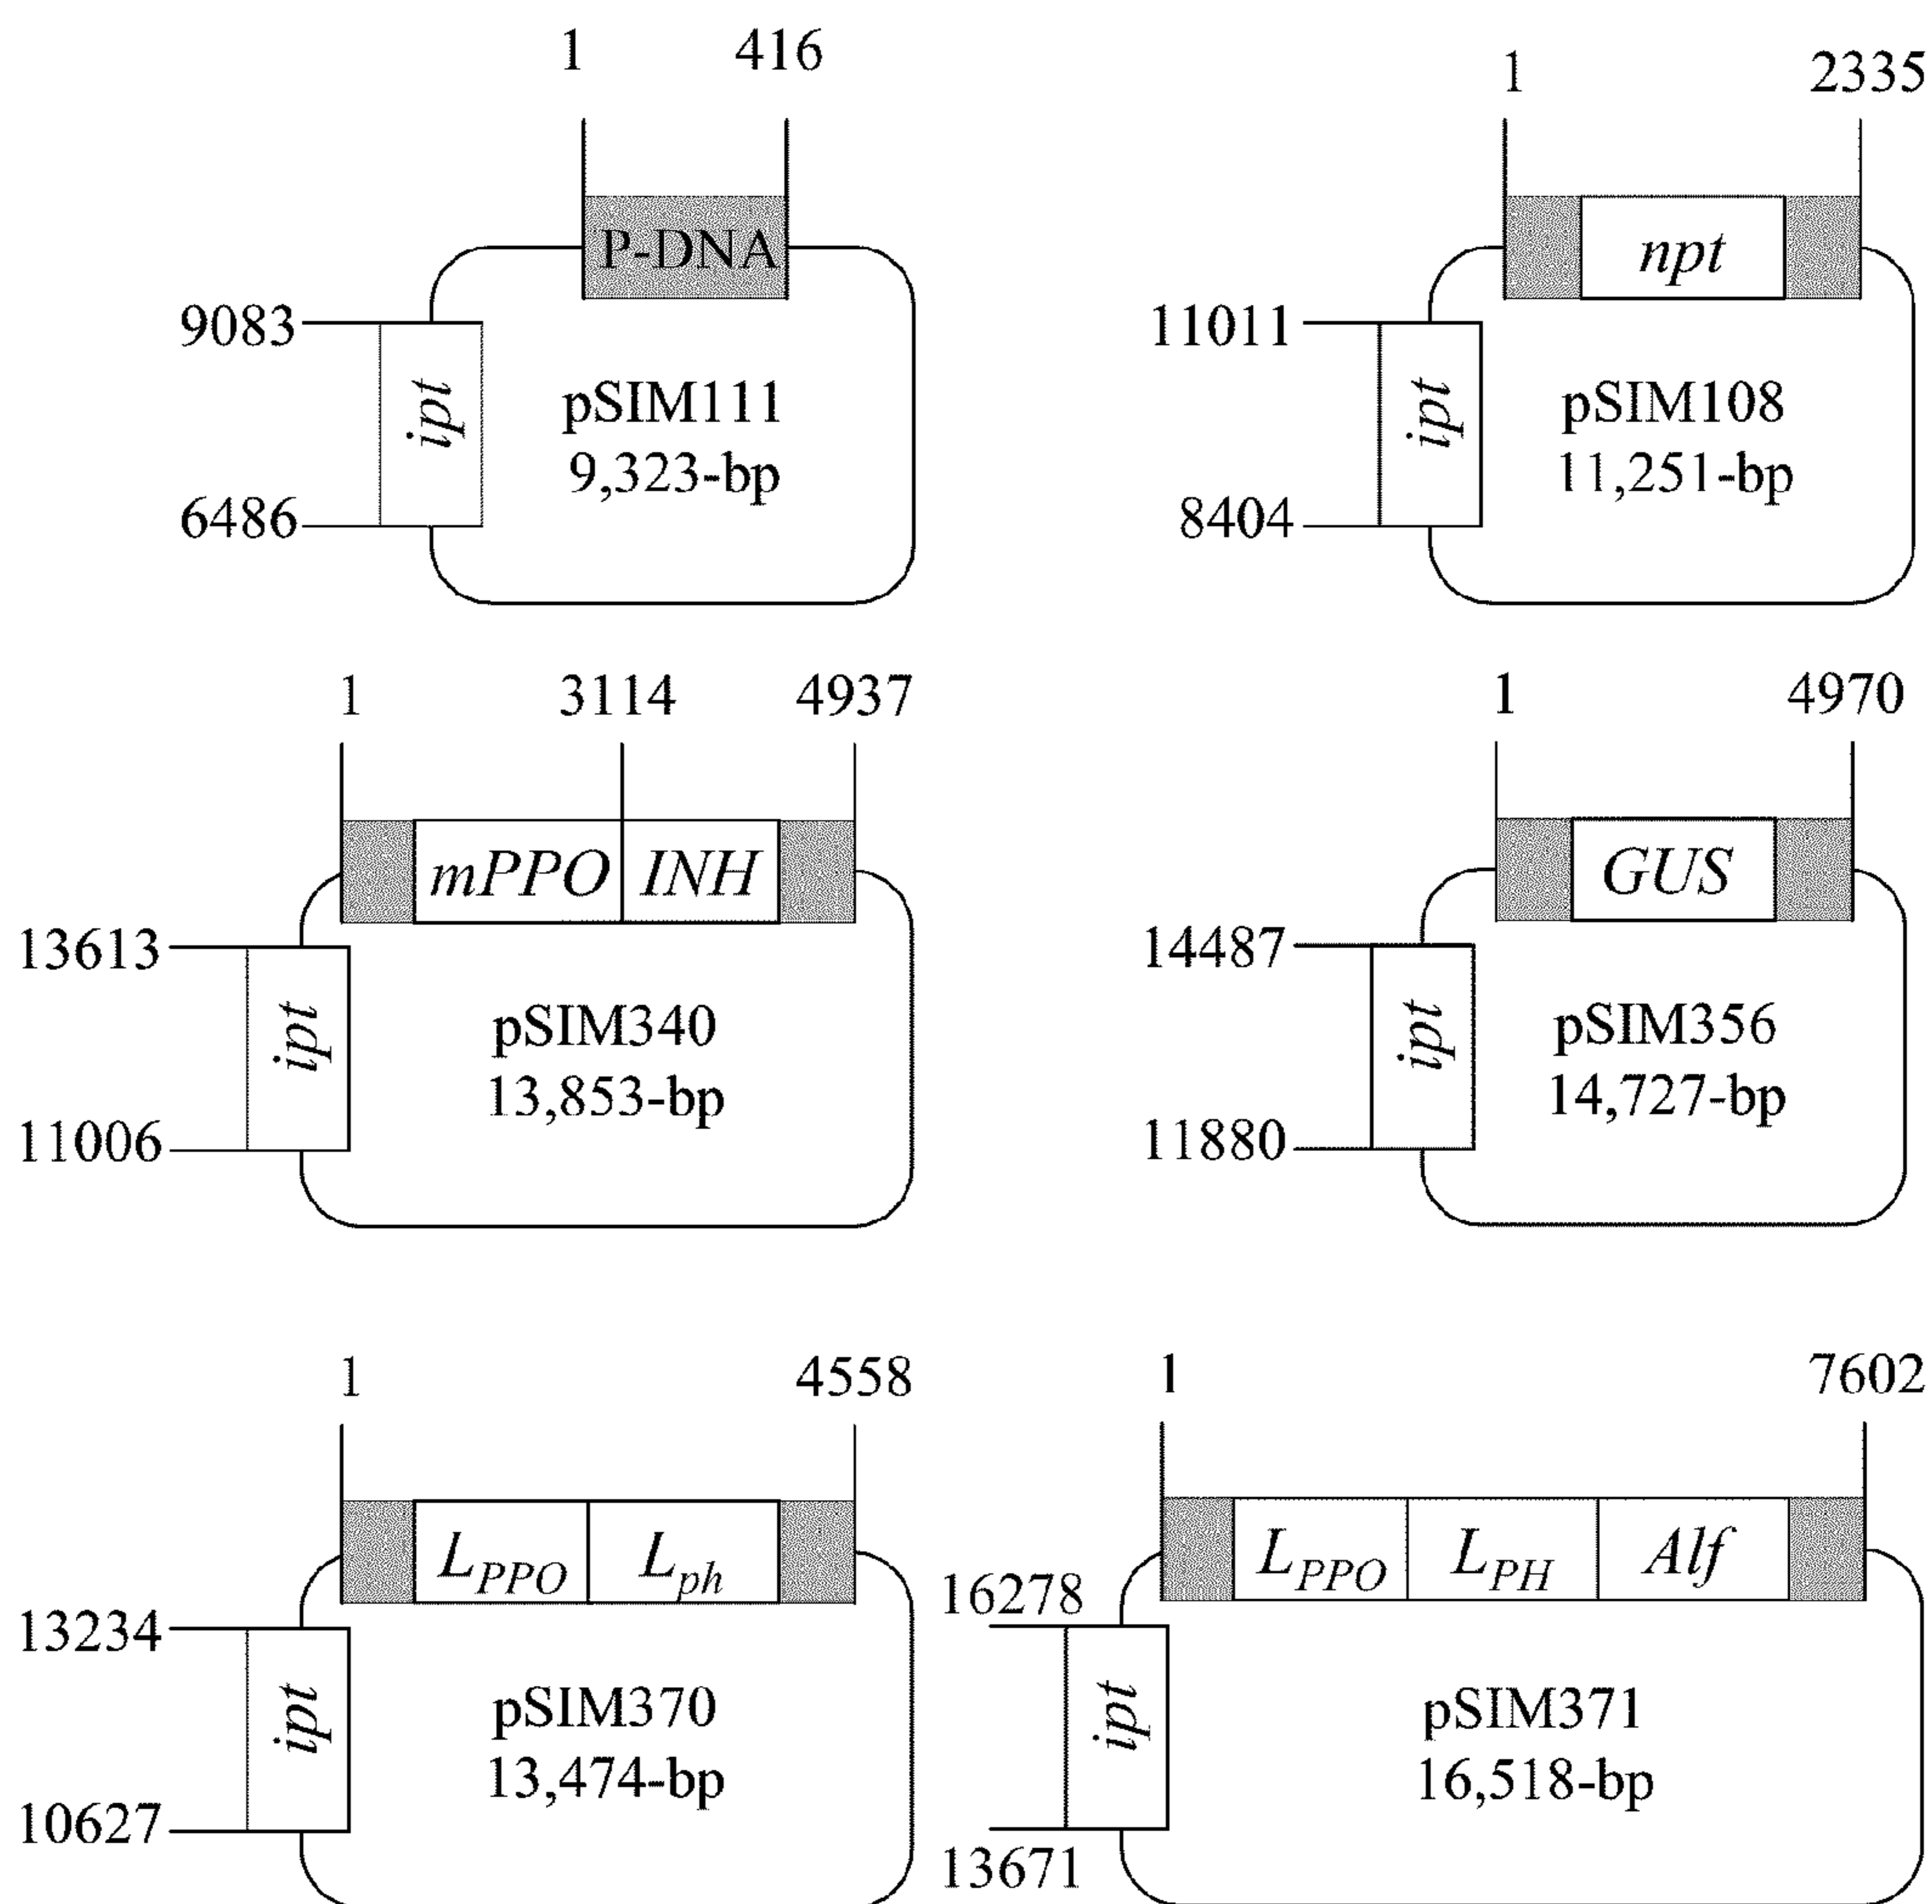 1 416
P-DNA
9083
ipt
6486
pSIM111
9,323-bp
1 2335
npt
11011
ipt
8404
pSIM108
11,251-bp
1 3114 4937
mPPO INH
13613
ipt
11006
pSIM340
13,853-bp
1 4970
GUS
14487
ipt
11880
pSIM356
14,727-bp
1 4558
LPPO Lph
13234
ipt
10627
pSIM370
13,474-bp
1 7602
LPPO LPH Alf
16278
ipt
13671
pSIM371
16,518-bp